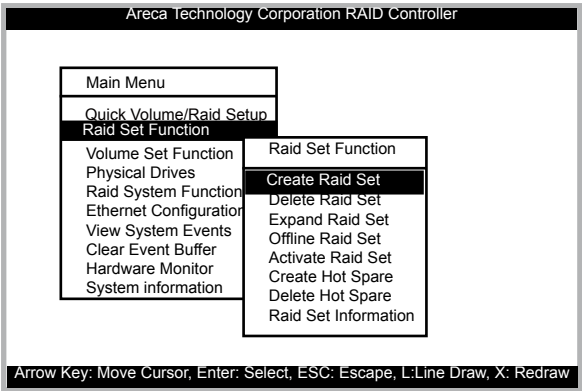 Areca Technology Corporation RAID Controller
Main Menu
Quick Volume/Raid Setup
Raid Set Function
Volume Set Function
Physical Drives
Raid System Function
Ethernet Configuration
View System Events
Clear Event Buffer
Hardware Monitor
System information
Raid Set Function
Create Raid Set
Delete Raid Set
Expand Raid Set
Offline Raid Set
Activate Raid Set
Create Hot Spare
Delete Hot Spare
Raid Set Information
Arrow Key: Move Cursor, Enter: Select, ESC: Escape, L:Line Draw, X: Redraw